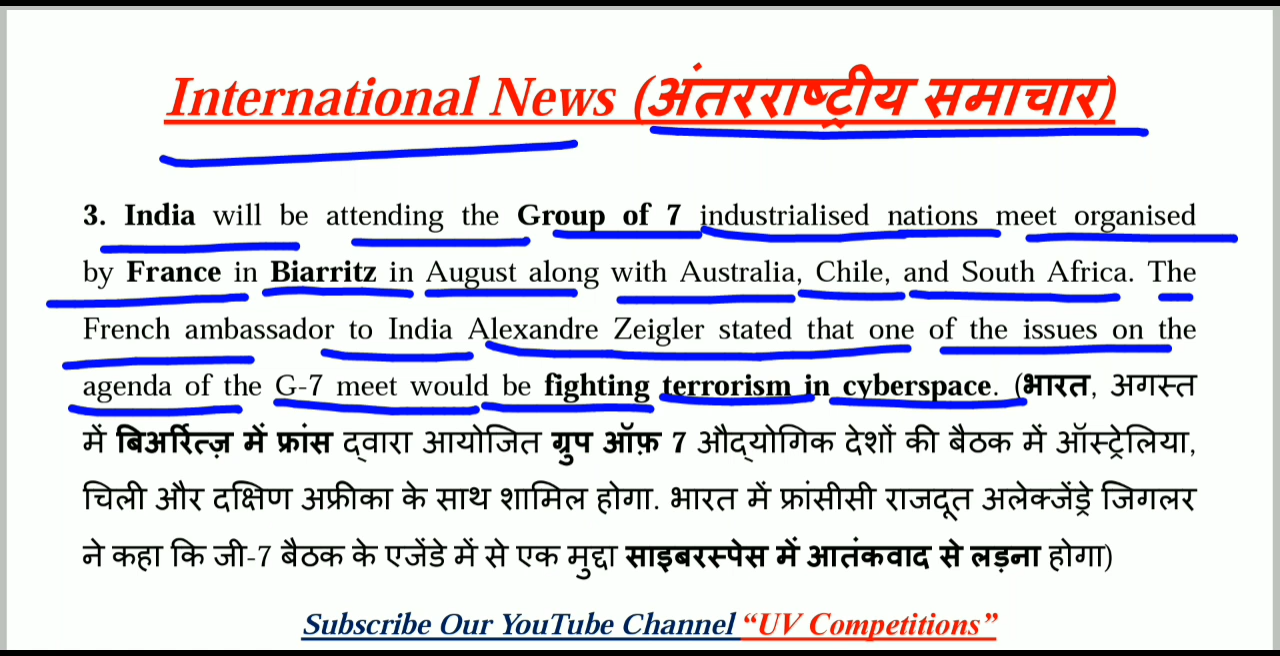 International News (अंतरराष्ट्रीय समाचार)
3. India will be attending the Group of 7 industrialised nations meet organised
by France in Biarritz in August along with Australia, Chile, and South Africa. The
French ambassador to India Alexandre Zeigler stated that one of the issues on the
agenda of the G-7 meet would be fighting terrorism in cyberspace. (भारत, अगस्त
में बिअर्रित्ज़ में फ्रांस द्वारा आयोजित ग्रुप ऑफ़ 7 औद्योगिक देशों की बैठक में ऑस्ट्रेलिया,
चिली और दक्षिण अफ्रीका के साथ शामिल होगा. भारत में फ्रांसीसी राजदूत अलेक्जेंड्रे जिगलर
ने कहा कि जी-7 बैठक के एजेंडे में से एक मुद्दा साइबरस्पेस में आतंकवाद से लड़ना होगा)
Subscribe Our YouTube Channel “UV Competitions”